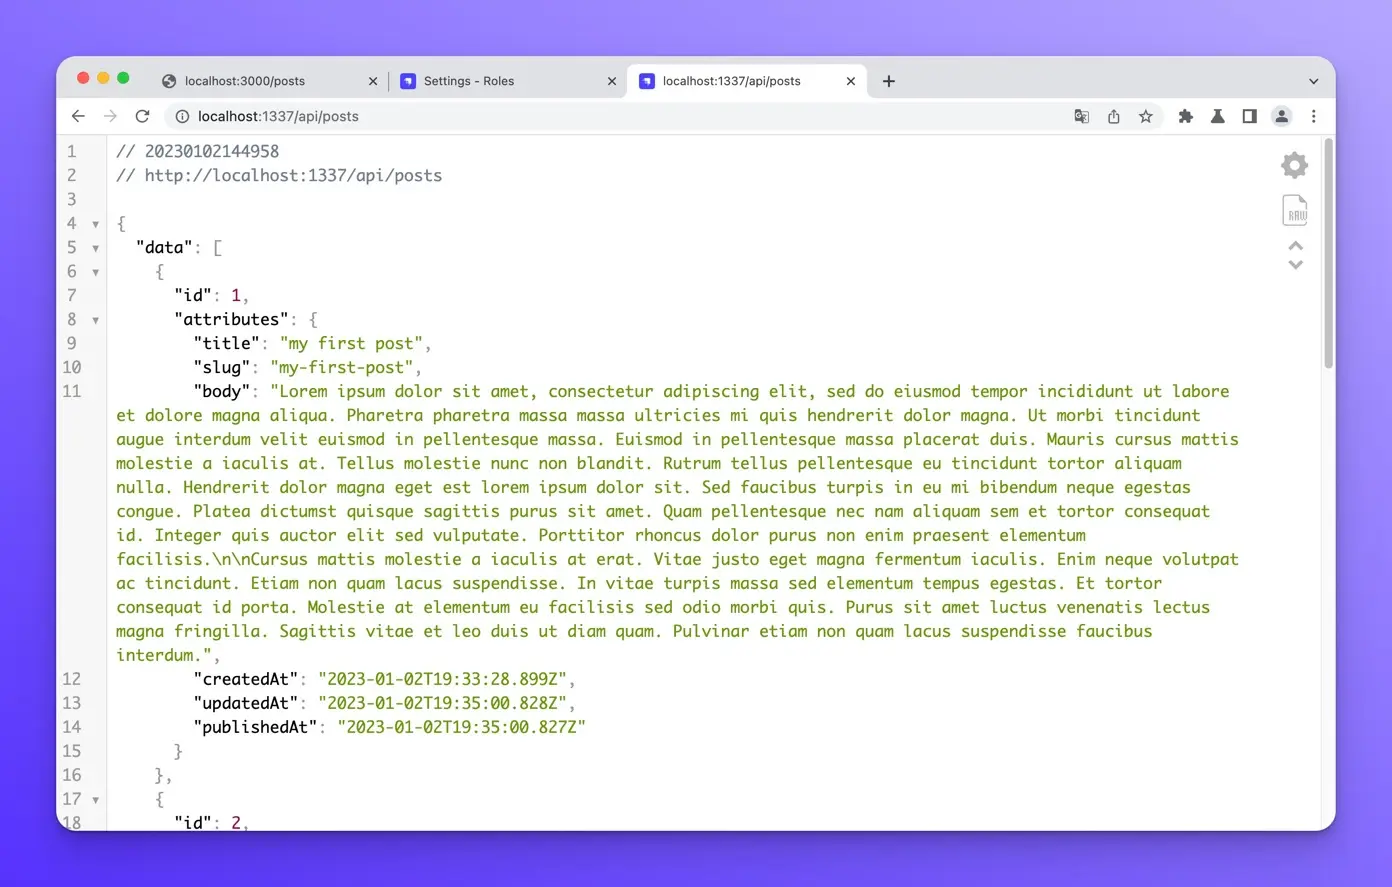 localhost:3000/posts
Settings - Roles
localhost:1337/api/posts
localhost:1337/api/posts
1 // 20230102144958
2 // http://localhost:1337/api/posts
3
4 {
5 "data": [
6 {
7 "id": 1,
8 "attributes": {
9 "title": "my first post",
10 "slug": "my-first-post",
11 "body": "Lorem ipsum dolor sit amet, consectetur adipiscing elit, sed do eiusmod tempor incididunt ut labore
et dolore magna aliqua. Pharetra pharetra massa massa ultricies mi quis hendrerit dolor magna. Ut morbi tincidunt
augue interdum velit euismod in pellentesque massa. Euismod in pellentesque massa placerat duis. Mauris cursus mattis
molestie a iaculis at. Tellus molestie nunc non blandit. Rutrum tellus pellentesque eu tincidunt tortor aliquam
nulla. Hendrerit dolor magna eget est lorem ipsum dolor sit. Sed faucibus turpis in eu mi bibendum neque egestas
congue. Platea dictumst quisque sagittis purus sit amet. Quam pellentesque nec nam aliquam sem et tortor consequat
id. Integer quis auctor elit sed vulputate. Porttitor rhoncus dolor purus non enim praesent elementum
facilisis.\n\nCursus mattis molestie a iaculis at erat. Vitae justo eget magna fermentum iaculis. Enim neque volutpat
ac tincidunt. Etiam non quam lacus suspendisse. In vitae turpis massa sed elementum tempus egestas. Et tortor
consequat id porta. Molestie at elementum eu facilisis sed odio morbi quis. Purus sit amet luctus venenatis lectus
magna fringilla. Sagittis vitae et leo duis ut diam quam. Pulvinar etiam non quam lacus suspendisse faucibus
interdum.",
12 "createdAt": "2023-01-02T19:33:28.899Z",
13 "updatedAt": "2023-01-02T19:35:00.828Z",
14 "publishedAt": "2023-01-02T19:35:00.827Z"
15 }
16 },
17 {
18 "id": 2,
RAW